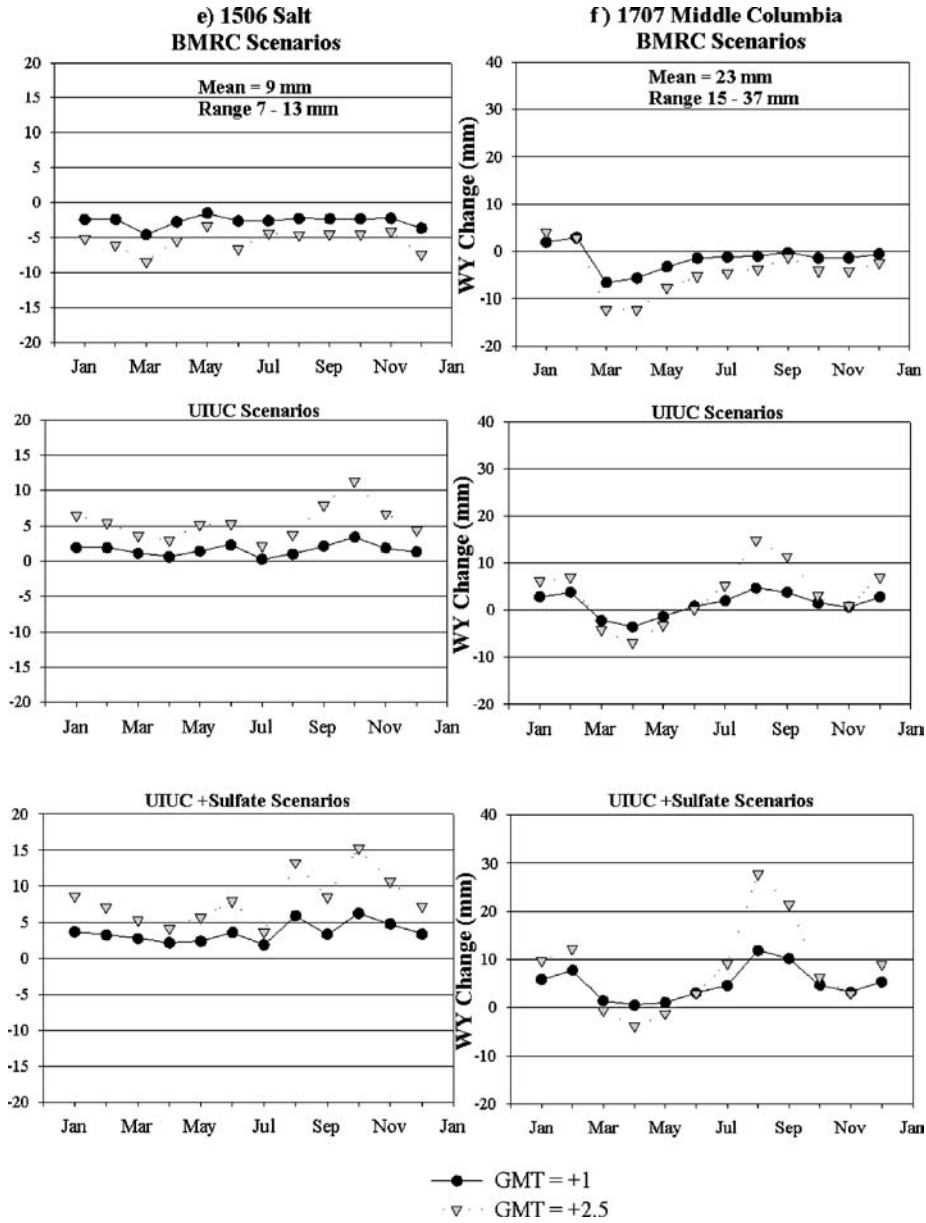 e) 1506 Salt
BMRC Scenarios
20
15
10
5
0
-5
-10
-15
-20
Mean = 9 mm
Range 7 - 13 mm
Jan Mar May Jul Sep Nov Jan
f ) 1707 Middle Columbia
BMRC Scenarios
WY Change (mm)
40
30
20
10
0
-10
-20
Mean = 23 mm
Range 15 - 37 mm
Jan Mar May Jul Sep Nov Jan
UIUC Scenarios
20
15
10
5
0
-5
-10
-15
-20
Jan Mar May Jul Sep Nov Jan
UIUC Scenarios
WY Change (mm)
40
30
20
10
0
-10
-20
Jan Mar May Jul Sep Nov Jan
UIUC +Sulfate Scenarios
20
15
10
5
0
-5
-10
-15
-20
Jan Mar May Jul Sep Nov Jan
UIUC +Sulfate Scenarios
WY Change (mm)
40
30
20
10
0
-10
-20
Jan Mar May Jul Sep Nov Jan
GMT = +1
GMT = +2.5